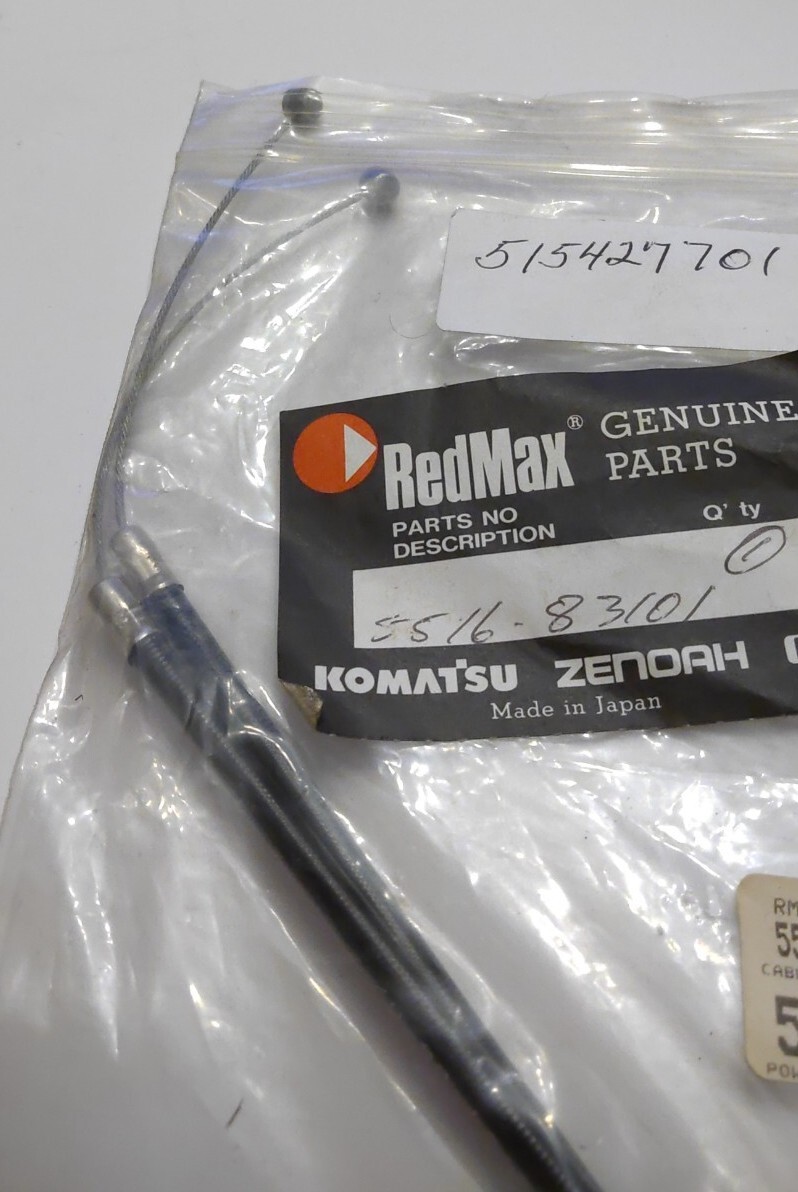 515427701
RedMax® GENUINE
PARTS
PARTS NO
DESCRIPTION
Q' ty
1
5516-83101
KOMATSU ZENOAH
Made in Japan
RM
55
CAB
5
POW